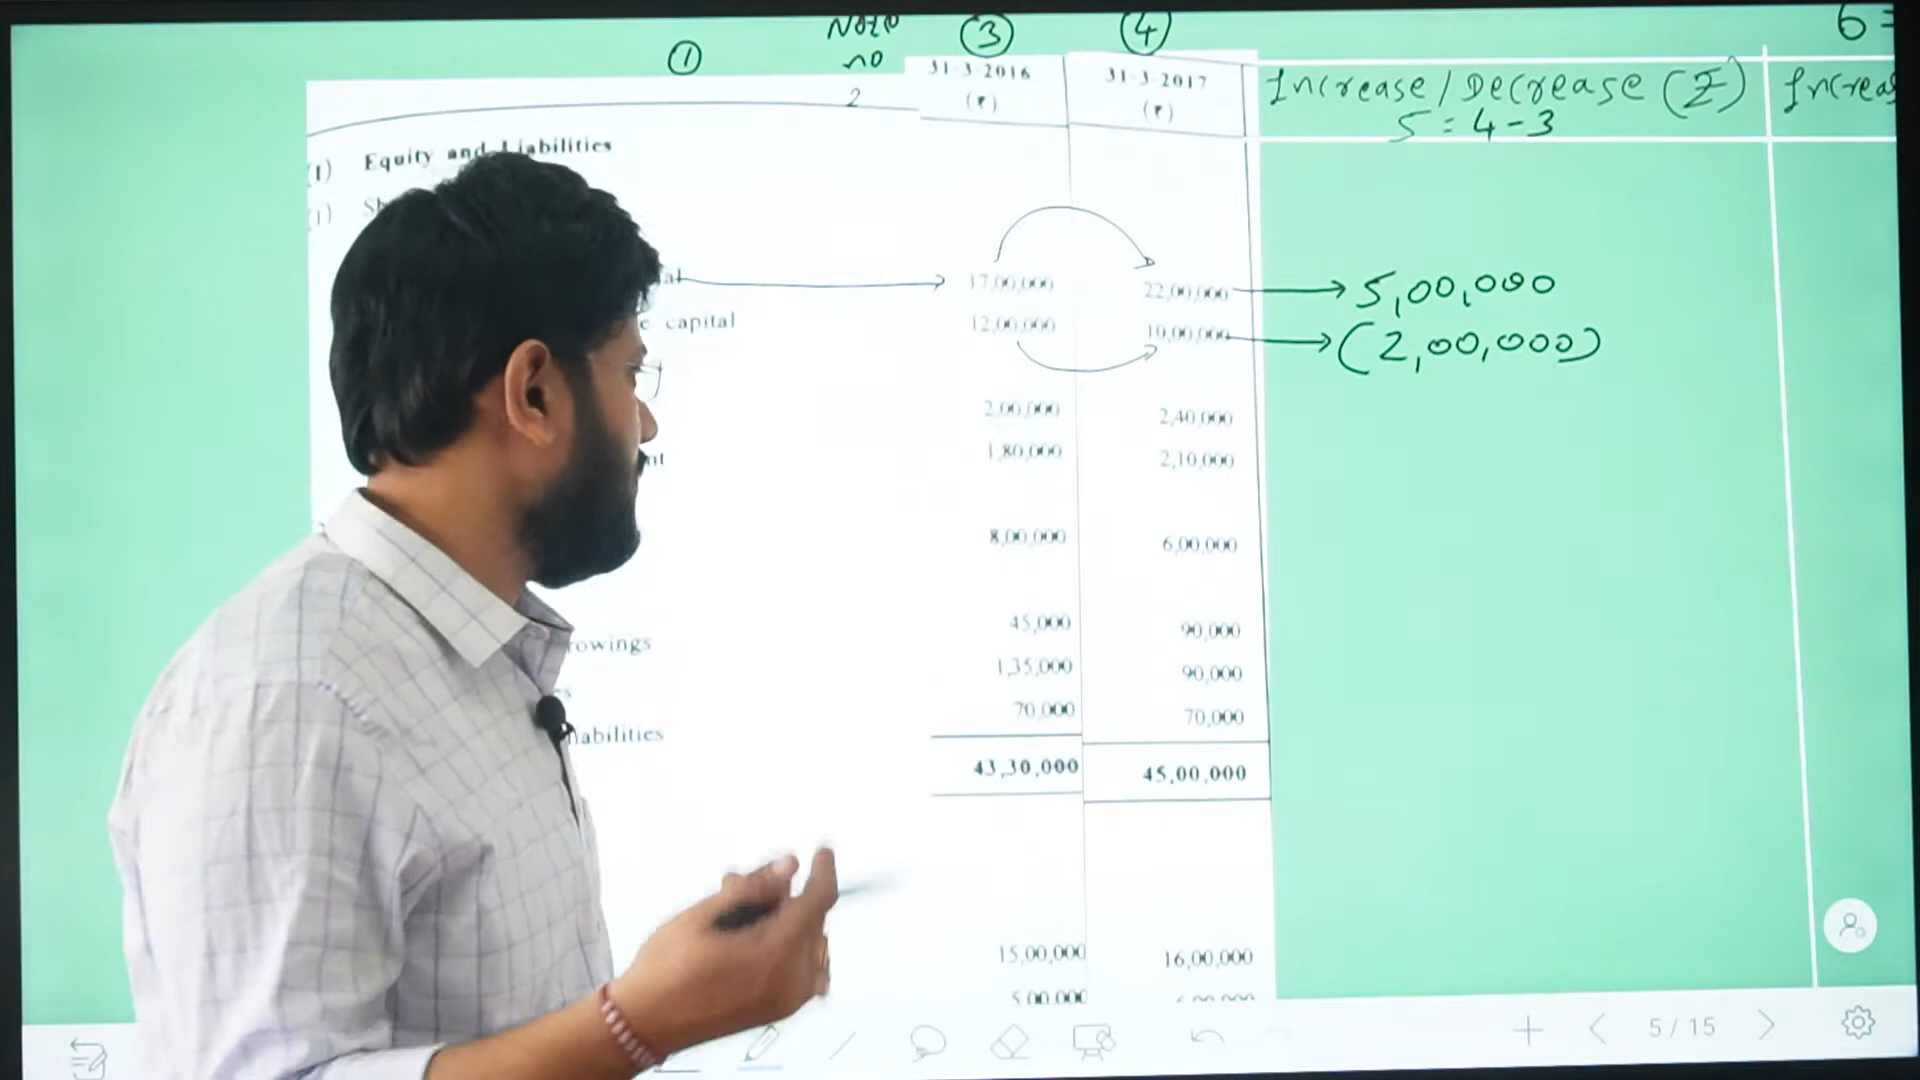 Note ③ ④ 6 =
① no
31-3-2016 31-3-2017 Increase / Decrease (₹)
2 (₹) (₹) 5 = 4 - 3
(1) Equity and Liabilities
17,00,000 22,00,000 5,00,000
capital 12,00,000 10,00,000 (2,00,000)
2,00,000 2,40,000
1,80,000 2,10,000
8,00,000 6,00,000
45,000 90,000
rowings 1,35,000 90,000
70,000 70,000
43,30,000 45,00,000
15,00,000 16,00,000
5,00,000
5 / 15